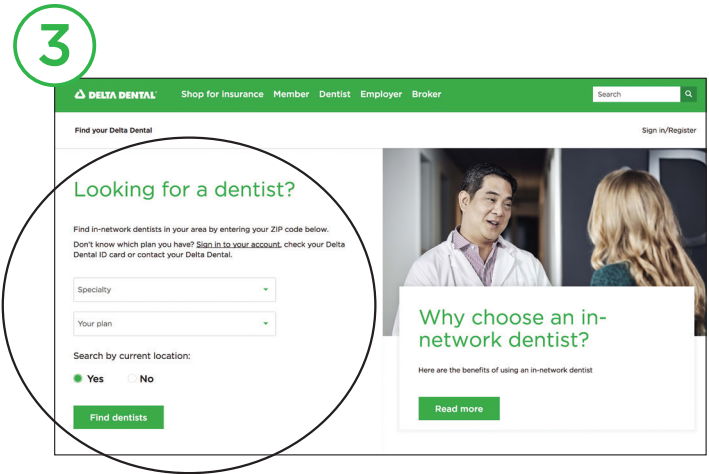 3
DELTA DENTAL®
Shop for insurance Member Dentist Employer Broker
Search
Find your Delta Dental
Sign in/Register
Looking for a dentist?
Find in-network dentists in your area by entering your ZIP code below.
Don't know which plan you have? Sign in to your account, check your Delta
Dental ID card or contact your Delta Dental.
Specialty
Your plan
Search by current location:
Yes No
Find dentists
Why choose an in-
network dentist?
Here are the benefits of using an in-network dentist
Read more